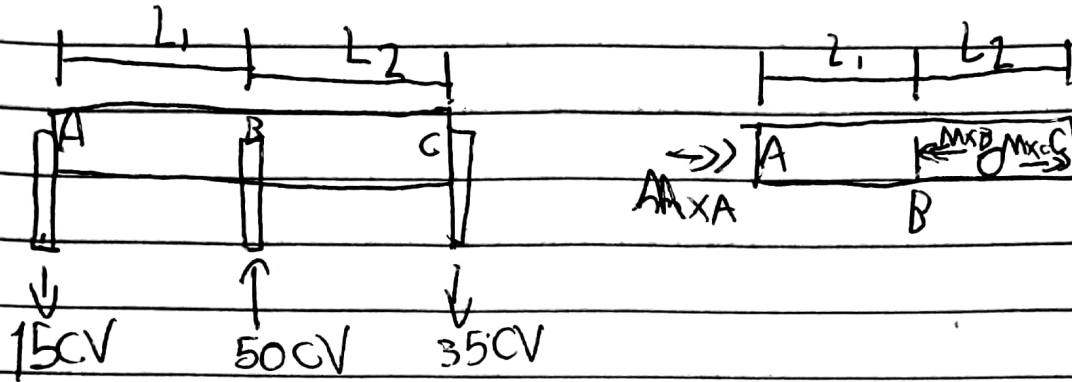 L₁ L₂ L₁ L₂
A B C A MxB MxC C
MxA B
15CV 50CV 35CV